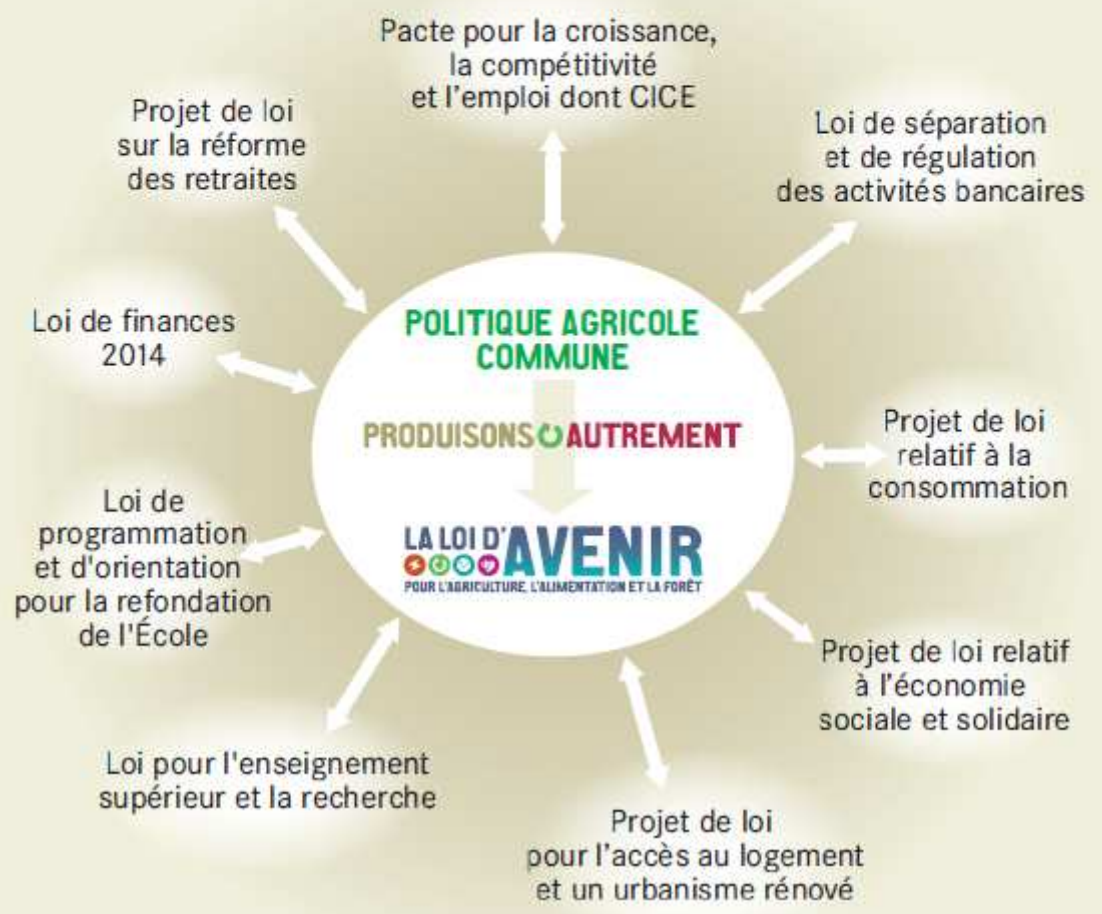 Pacte pour la croissance,
la compétitivité
et l'emploi dont CICE
Projet de loi
sur la réforme
des retraites
Loi de séparation
et de régulation
des activités bancaires
Loi de finances
2014
POLITIQUE AGRICOLE
COMMUNE
PRODUISONS AUTREMENT
LA LOI D'AVENIR
POUR L'AGRICULTURE, L'ALIMENTATION ET LA FORÊT
Projet de loi
relatif à la
consommation
Loi de
programmation
et d'orientation
pour la refondation
de l'École
Projet de loi relatif
à l'économie
sociale et solidaire
Loi pour l'enseignement
supérieur et la recherche
Projet de loi
pour l'accès au logement
et un urbanisme rénové